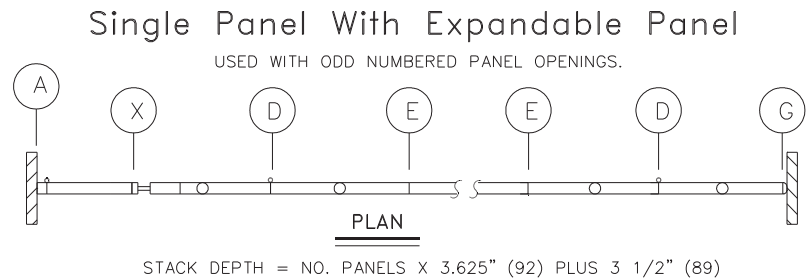 Single Panel With Expandable Panel
USED WITH ODD NUMBERED PANEL OPENINGS.
A X D E E D G
PLAN
STACK DEPTH = NO. PANELS X 3.625" (92) PLUS 3 1/2" (89)